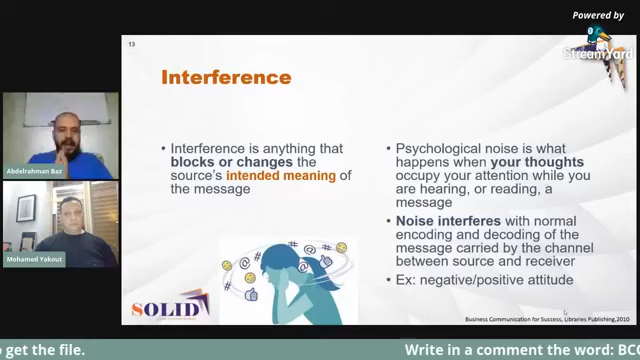 Powered by
StreamYard
13
Interference
• Interference is anything that
blocks or changes the
source's intended meaning of
the message
• Psychological noise is what
happens when your thoughts
occupy your attention while you
are hearing, or reading, a
message
• Noise interferes with normal
encoding and decoding of the
message carried by the channel
between source and receiver
• Ex: negative/positive attitude
Abdelrahman Baz
Mohamed Yakout
SOLID
Business Communication for Success, Libraries Publishing,2010
o get the file.
Write in a comment the word: BCC